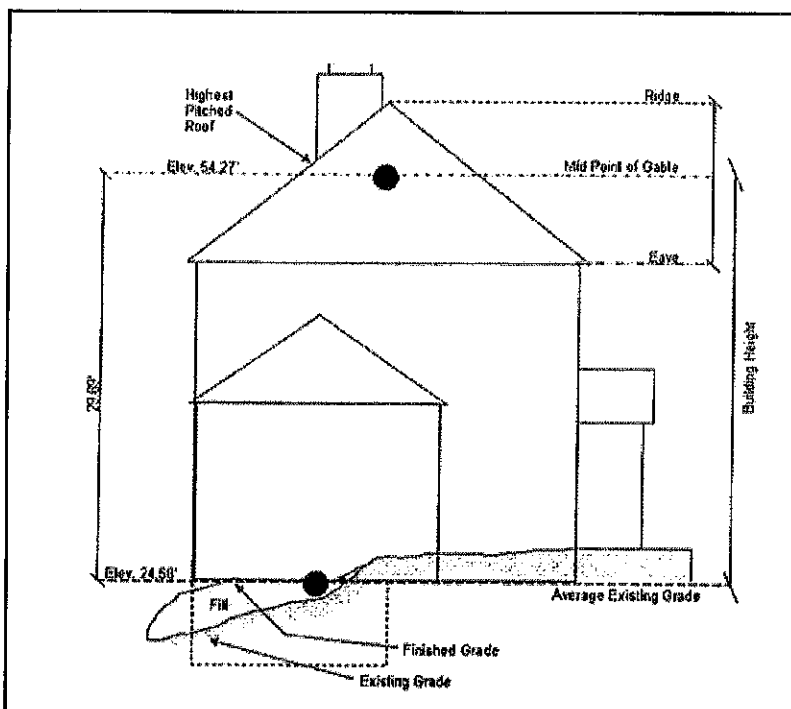 Highest
Pitched
Roof
Ridge
Elev. 54.27'
Mid Point of Gable
Eave
29.69'
Building Height
Elev. 24.58'
Average Existing Grade
Fill
Finished Grade
Existing Grade